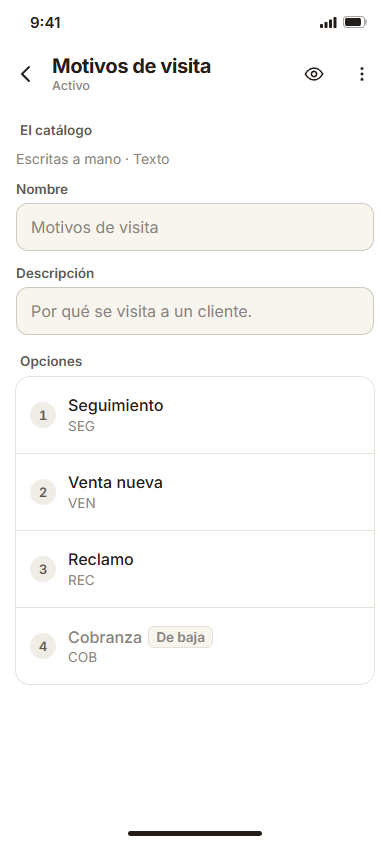 9:41
Motivos de visita
Activo
El catálogo
Escritas a mano · Texto
Nombre
Motivos de visita
Descripción
Por qué se visita a un cliente.
Opciones
1
Seguimiento
SEG
2
Venta nueva
VEN
3
Reclamo
REC
4
Cobranza De baja
COB